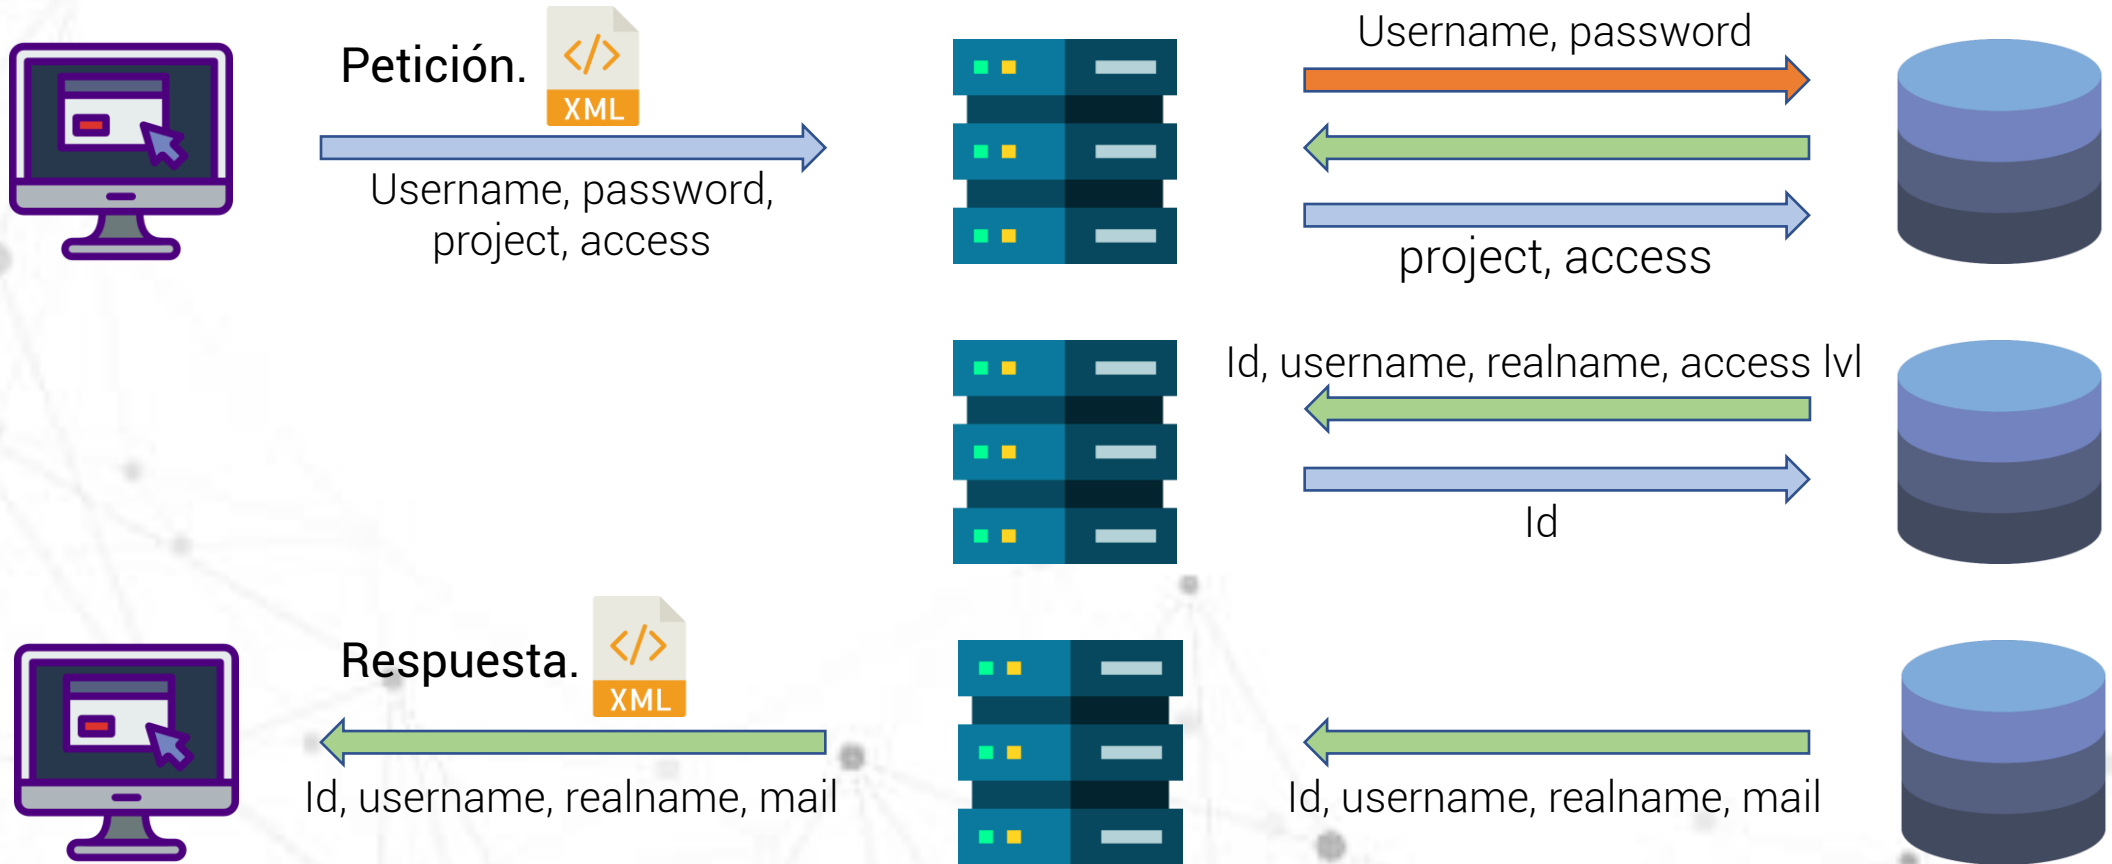 Petición.
XML
Username, password,
project, access
Username, password
project, access
Id, username, realname, access lvl
Id
Respuesta.
XML
Id, username, realname, mail
Id, username, realname, mail